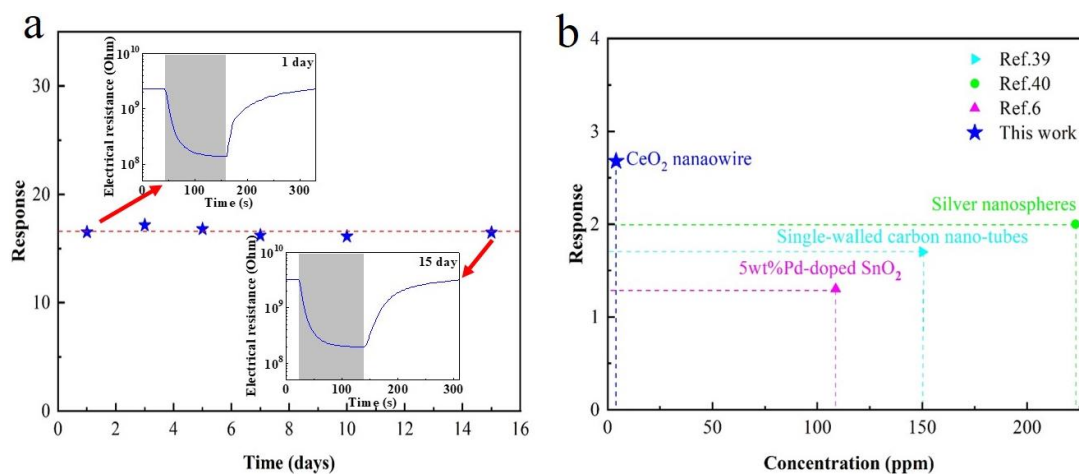 a
35
30
25
20
15
10
5
0
0 2 4 6 8 10 12 14 16
Response
Time (days)
1 day
10^10
10^9
10^8
0 100 200 300
Electrical resistance (Ohm)
Time (s)
15 day
10^10
10^9
10^8
0 100 200 300
Electrical resistance (Ohm)
Time (s)
b
4
3
2
1
0
0 50 100 150 200
Response
Concentration (ppm)
Ref.39
Ref.40
Ref.6
This work
CeO₂ nanaowire
Silver nanospheres
Single-walled carbon nano-tubes
5wt%Pd-doped SnO₂